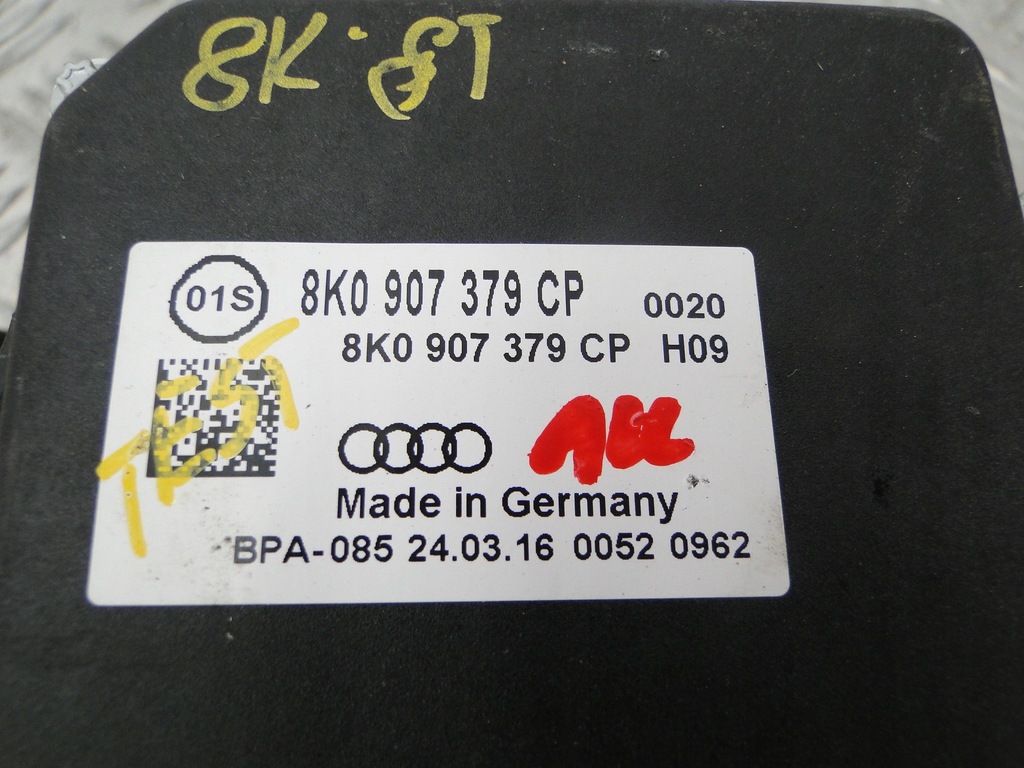 8K · 8T
01S 8K0 907 379 CP 0020
8K0 907 379 CP H09
TEST
Made in Germany
BPA-085 24.03.16 0052 0962